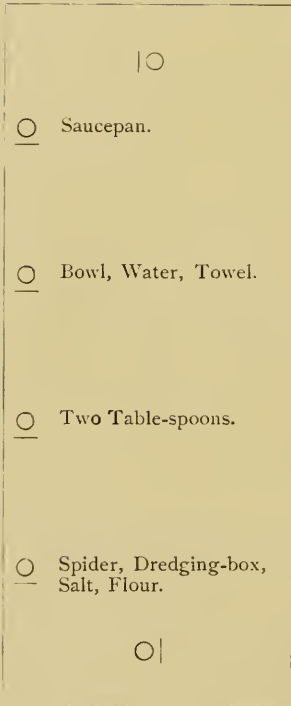 |O
O Saucepan.
O Bowl, Water, Towel.
O Two Table-spoons.
O Spider, Dredging-box,
Salt, Flour.
O|